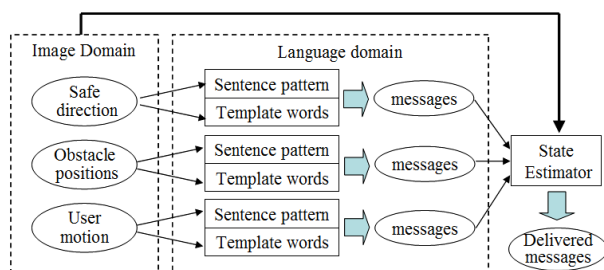 Image Domain
Language domain
Safe
direction
Sentence pattern
Template words
messages
Obstacle
positions
Sentence pattern
Template words
messages
State
Estimator
User
motion
Sentence pattern
Template words
messages
Delivered
messages